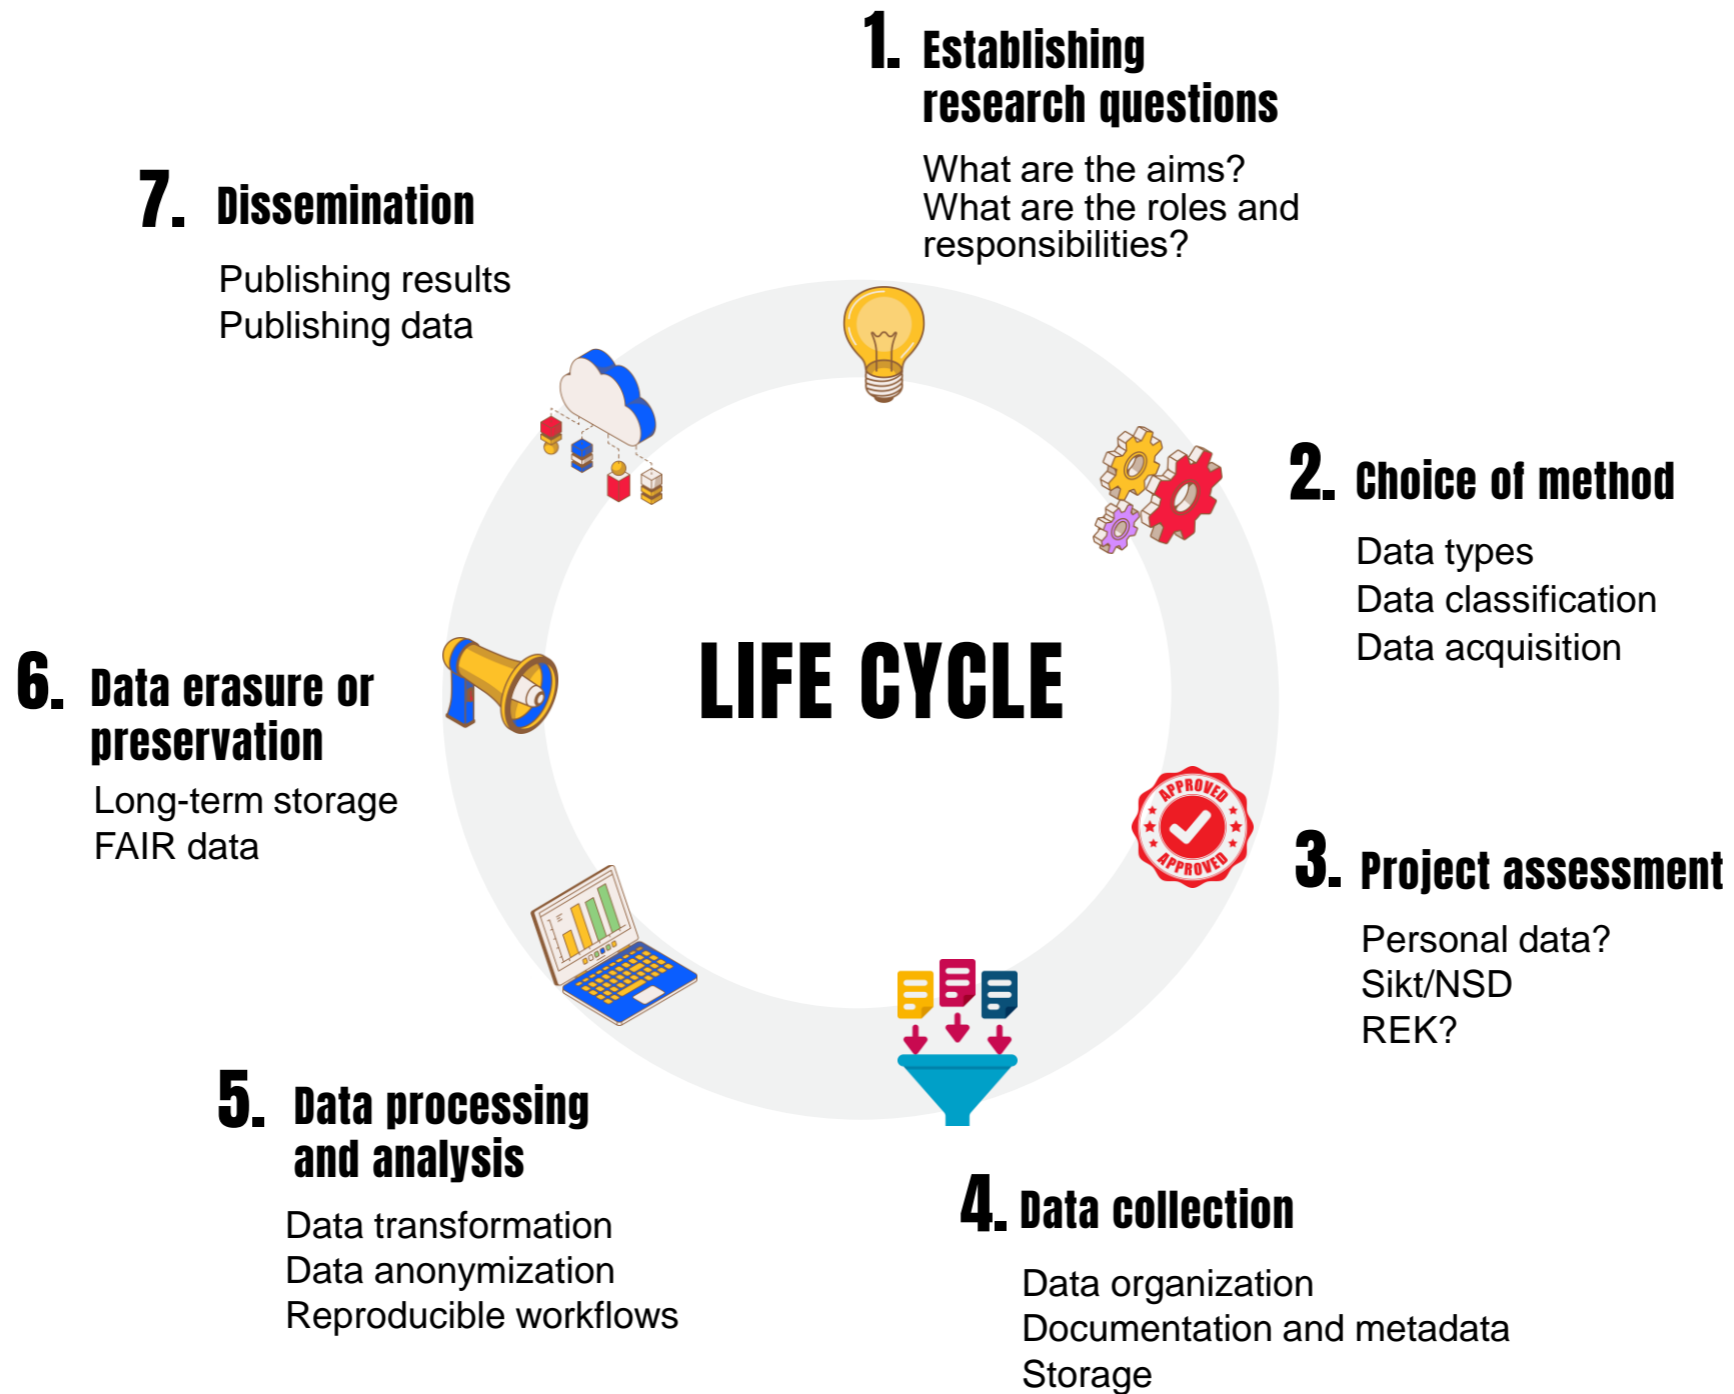 1. Establishing
research questions
What are the aims?
What are the roles and
responsibilities?
2. Choice of method
Data types
Data classification
Data acquisition
APPROVED
APPROVED
3. Project assessment
Personal data?
Sikt/NSD
REK?
4. Data collection
Data organization
Documentation and metadata
Storage
5. Data processing
and analysis
Data transformation
Data anonymization
Reproducible workflows
6. Data erasure or
preservation
Long-term storage
FAIR data
7. Dissemination
Publishing results
Publishing data
LIFE CYCLE